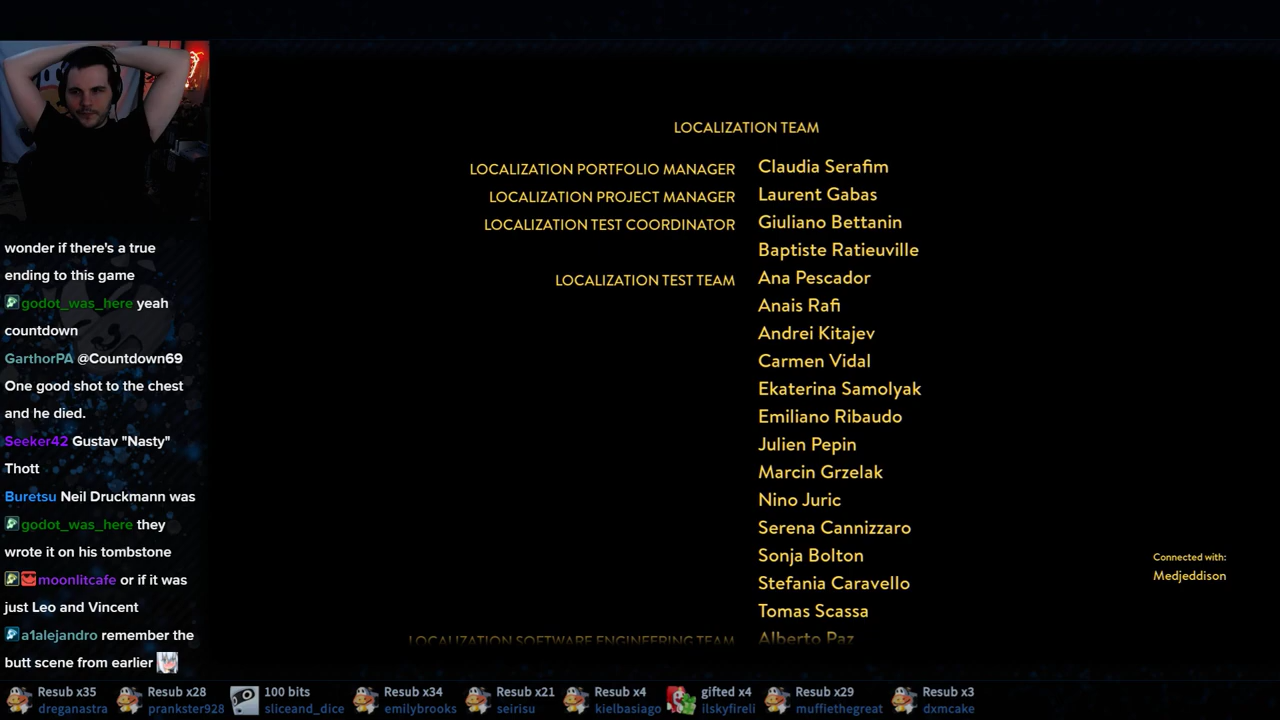 LOCALIZATION TEAM
LOCALIZATION PORTFOLIO MANAGER Claudia Serafim
LOCALIZATION PROJECT MANAGER Laurent Gabas
LOCALIZATION TEST COORDINATOR Giuliano Bettanin
Baptiste Ratieuville
LOCALIZATION TEST TEAM Ana Pescador
Anais Rafi
Andrei Kitajev
Carmen Vidal
Ekaterina Samolyak
Emiliano Ribaudo
Julien Pepin
Marcin Grzelak
Nino Juric
Serena Cannizzaro
Sonja Bolton
Stefania Caravello
Tomas Scassa
LOCALIZATION SOFTWARE ENGINEERING TEAM Alberto Paz
Connected with:
Medjeddison
wonder if there's a true
ending to this game
godot_was_here yeah
countdown
GarthorPA @Countdown69
One good shot to the chest
and he died.
Seeker42 Gustav "Nasty"
Thott
Buretsu Neil Druckmann was
godot_was_here they
wrote it on his tombstone
moonlitcafe or if it was
just Leo and Vincent
a1alejandro remember the
butt scene from earlier
Resub x35
dreganastra
Resub x28
prankster928
100 bits
sliceand_dice
Resub x34
emilybrooks
Resub x21
seirisu
Resub x4
kielbasiago
gifted x4
ilskyfireli
Resub x29
muffiethegreat
Resub x3
dxmcake